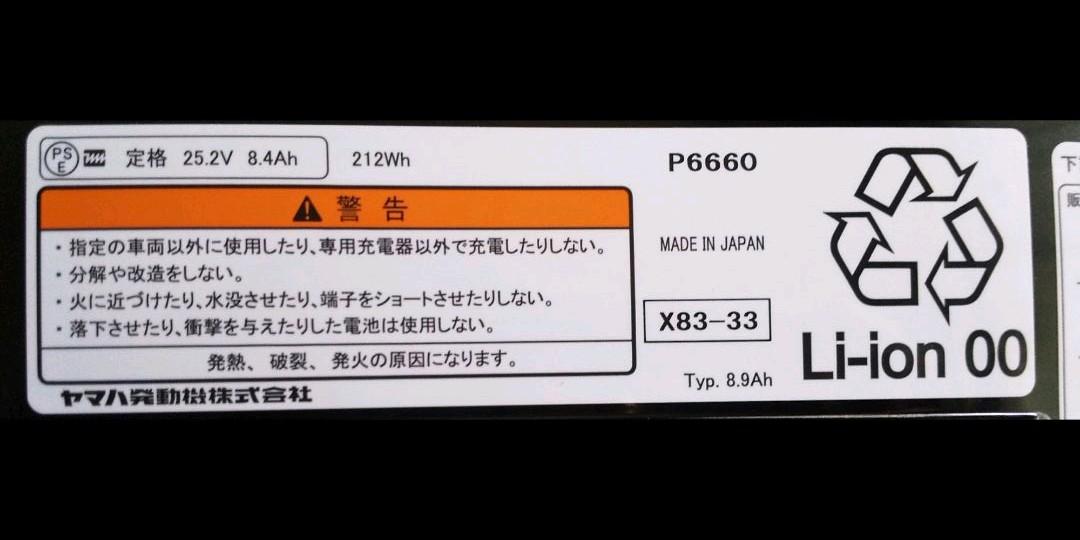 PS E 定格 25.2V 8.4Ah 212Wh
警告
・指定の車両以外に使用したり、専用充電器以外で充電したりしない。
・分解や改造をしない。
・火に近づけたり、水没させたり、端子をショートさせたりしない。
・落下させたり、衝撃を与えたりした電池は使用しない。
発熱、破裂、発火の原因になります。
ヤマハ発動機株式会社
P6660
MADE IN JAPAN
X83-33
Typ. 8.9Ah
Li-ion 00
下
販